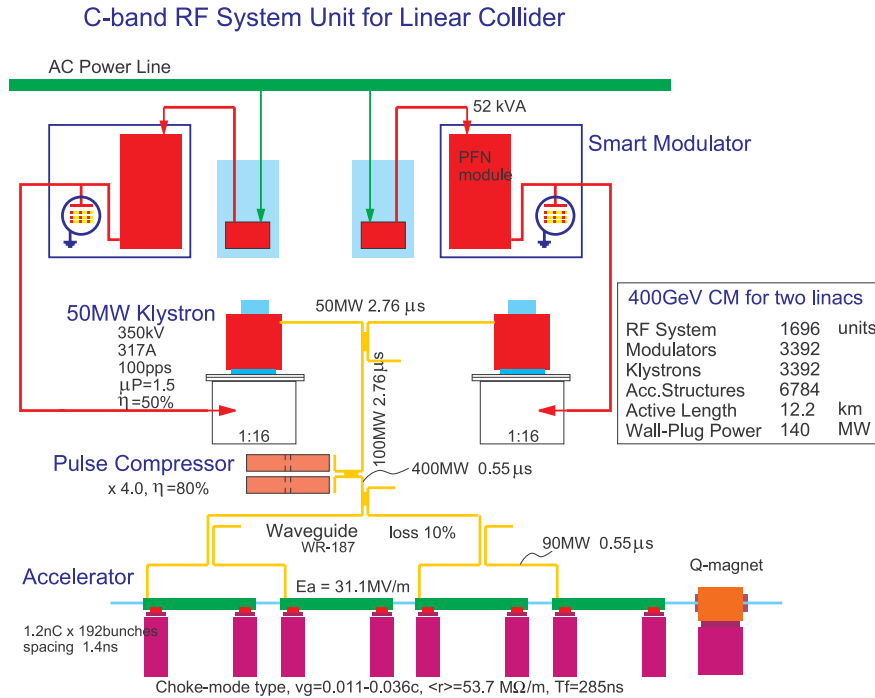 C-band RF System Unit for Linear Collider
AC Power Line
52 kVA
Smart Modulator
PFN
module
50MW Klystron
350kV
317A
100pps
μP=1.5
η=50%
50MW 2.76 μs
100MW 2.76μs
1:16
1:16
400GeV CM for two linacs
RF System 1696 units
Modulators 3392
Klystrons 3392
Acc.Structures 6784
Active Length 12.2 km
Wall-Plug Power 140 MW
Pulse Compressor
x 4.0, η=80%
400MW 0.55μs
Waveguide loss 10%
WR-187
90MW 0.55μs
Accelerator
Ea = 31.1MV/m
Q-magnet
1.2nC x 192bunches
spacing 1.4ns
Choke-mode type, vg=0.011-0.036c, <r>=53.7 MΩ/m, Tf=285ns